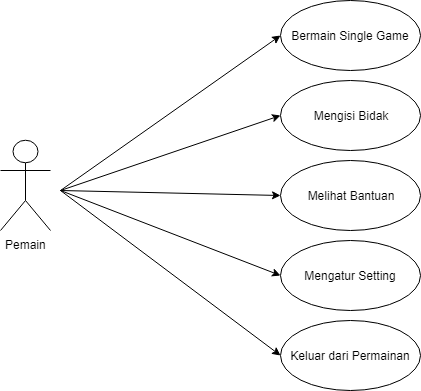 Bermain Single Game
Mengisi Bidak
Melihat Bantuan
Pemain
Mengatur Setting
Keluar dari Permainan